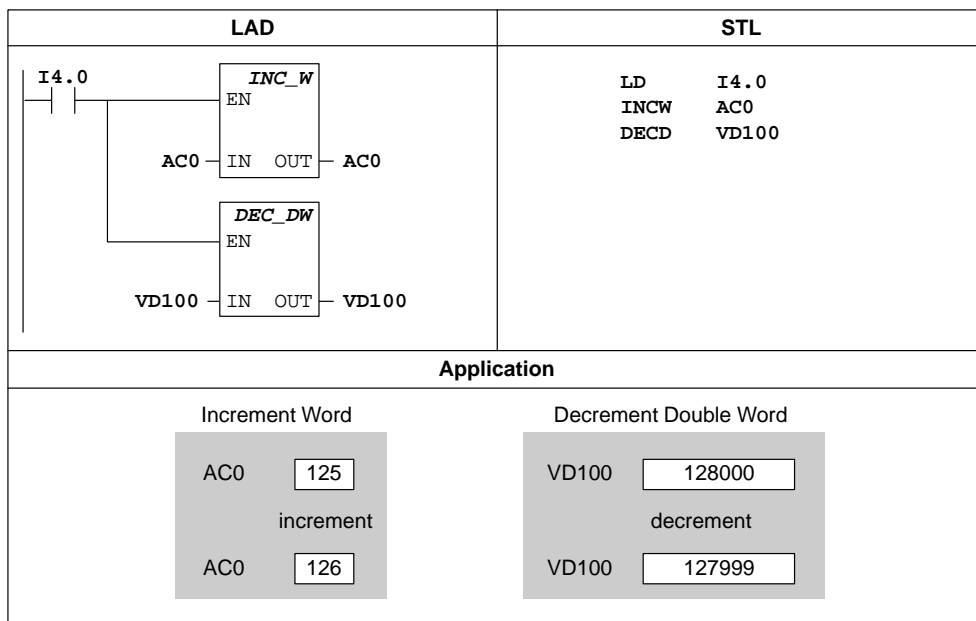 LAD
STL
I4.0
INC_W
EN
AC0 IN OUT AC0
DEC_DW
EN
VD100 IN OUT VD100
LD I4.0
INCW AC0
DECD VD100
Application
Increment Word
AC0 125
increment
AC0 126
Decrement Double Word
VD100 128000
decrement
VD100 127999